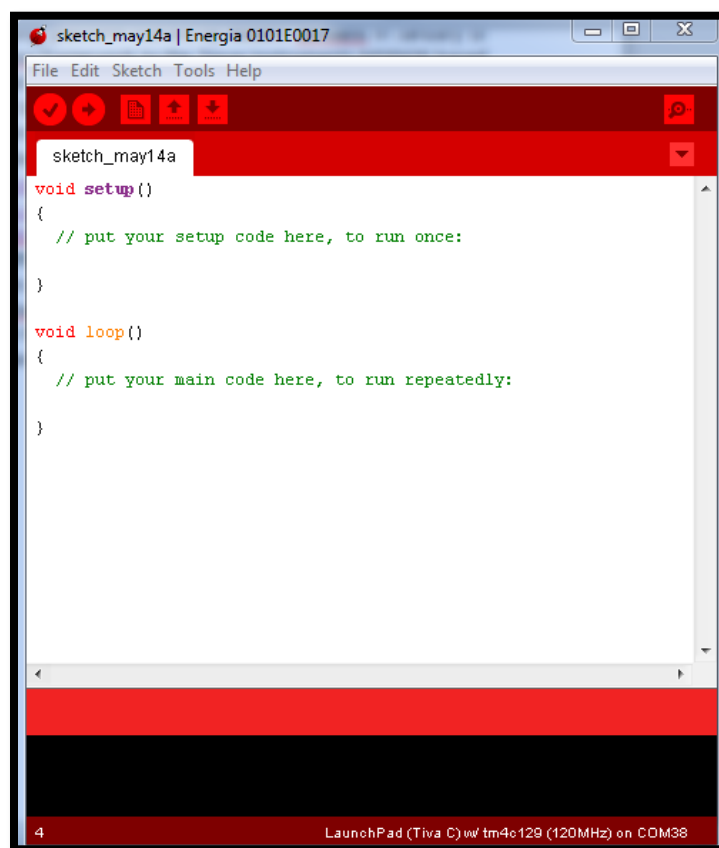 sketch_may14a | Energia 0101E0017
File Edit Sketch Tools Help
sketch_may14a
void setup()
{
  // put your setup code here, to run once:
}
void loop()
{
  // put your main code here, to run repeatedly:
}
4 LaunchPad (Tiva C) w/ tm4c129 (120MHz) on COM38